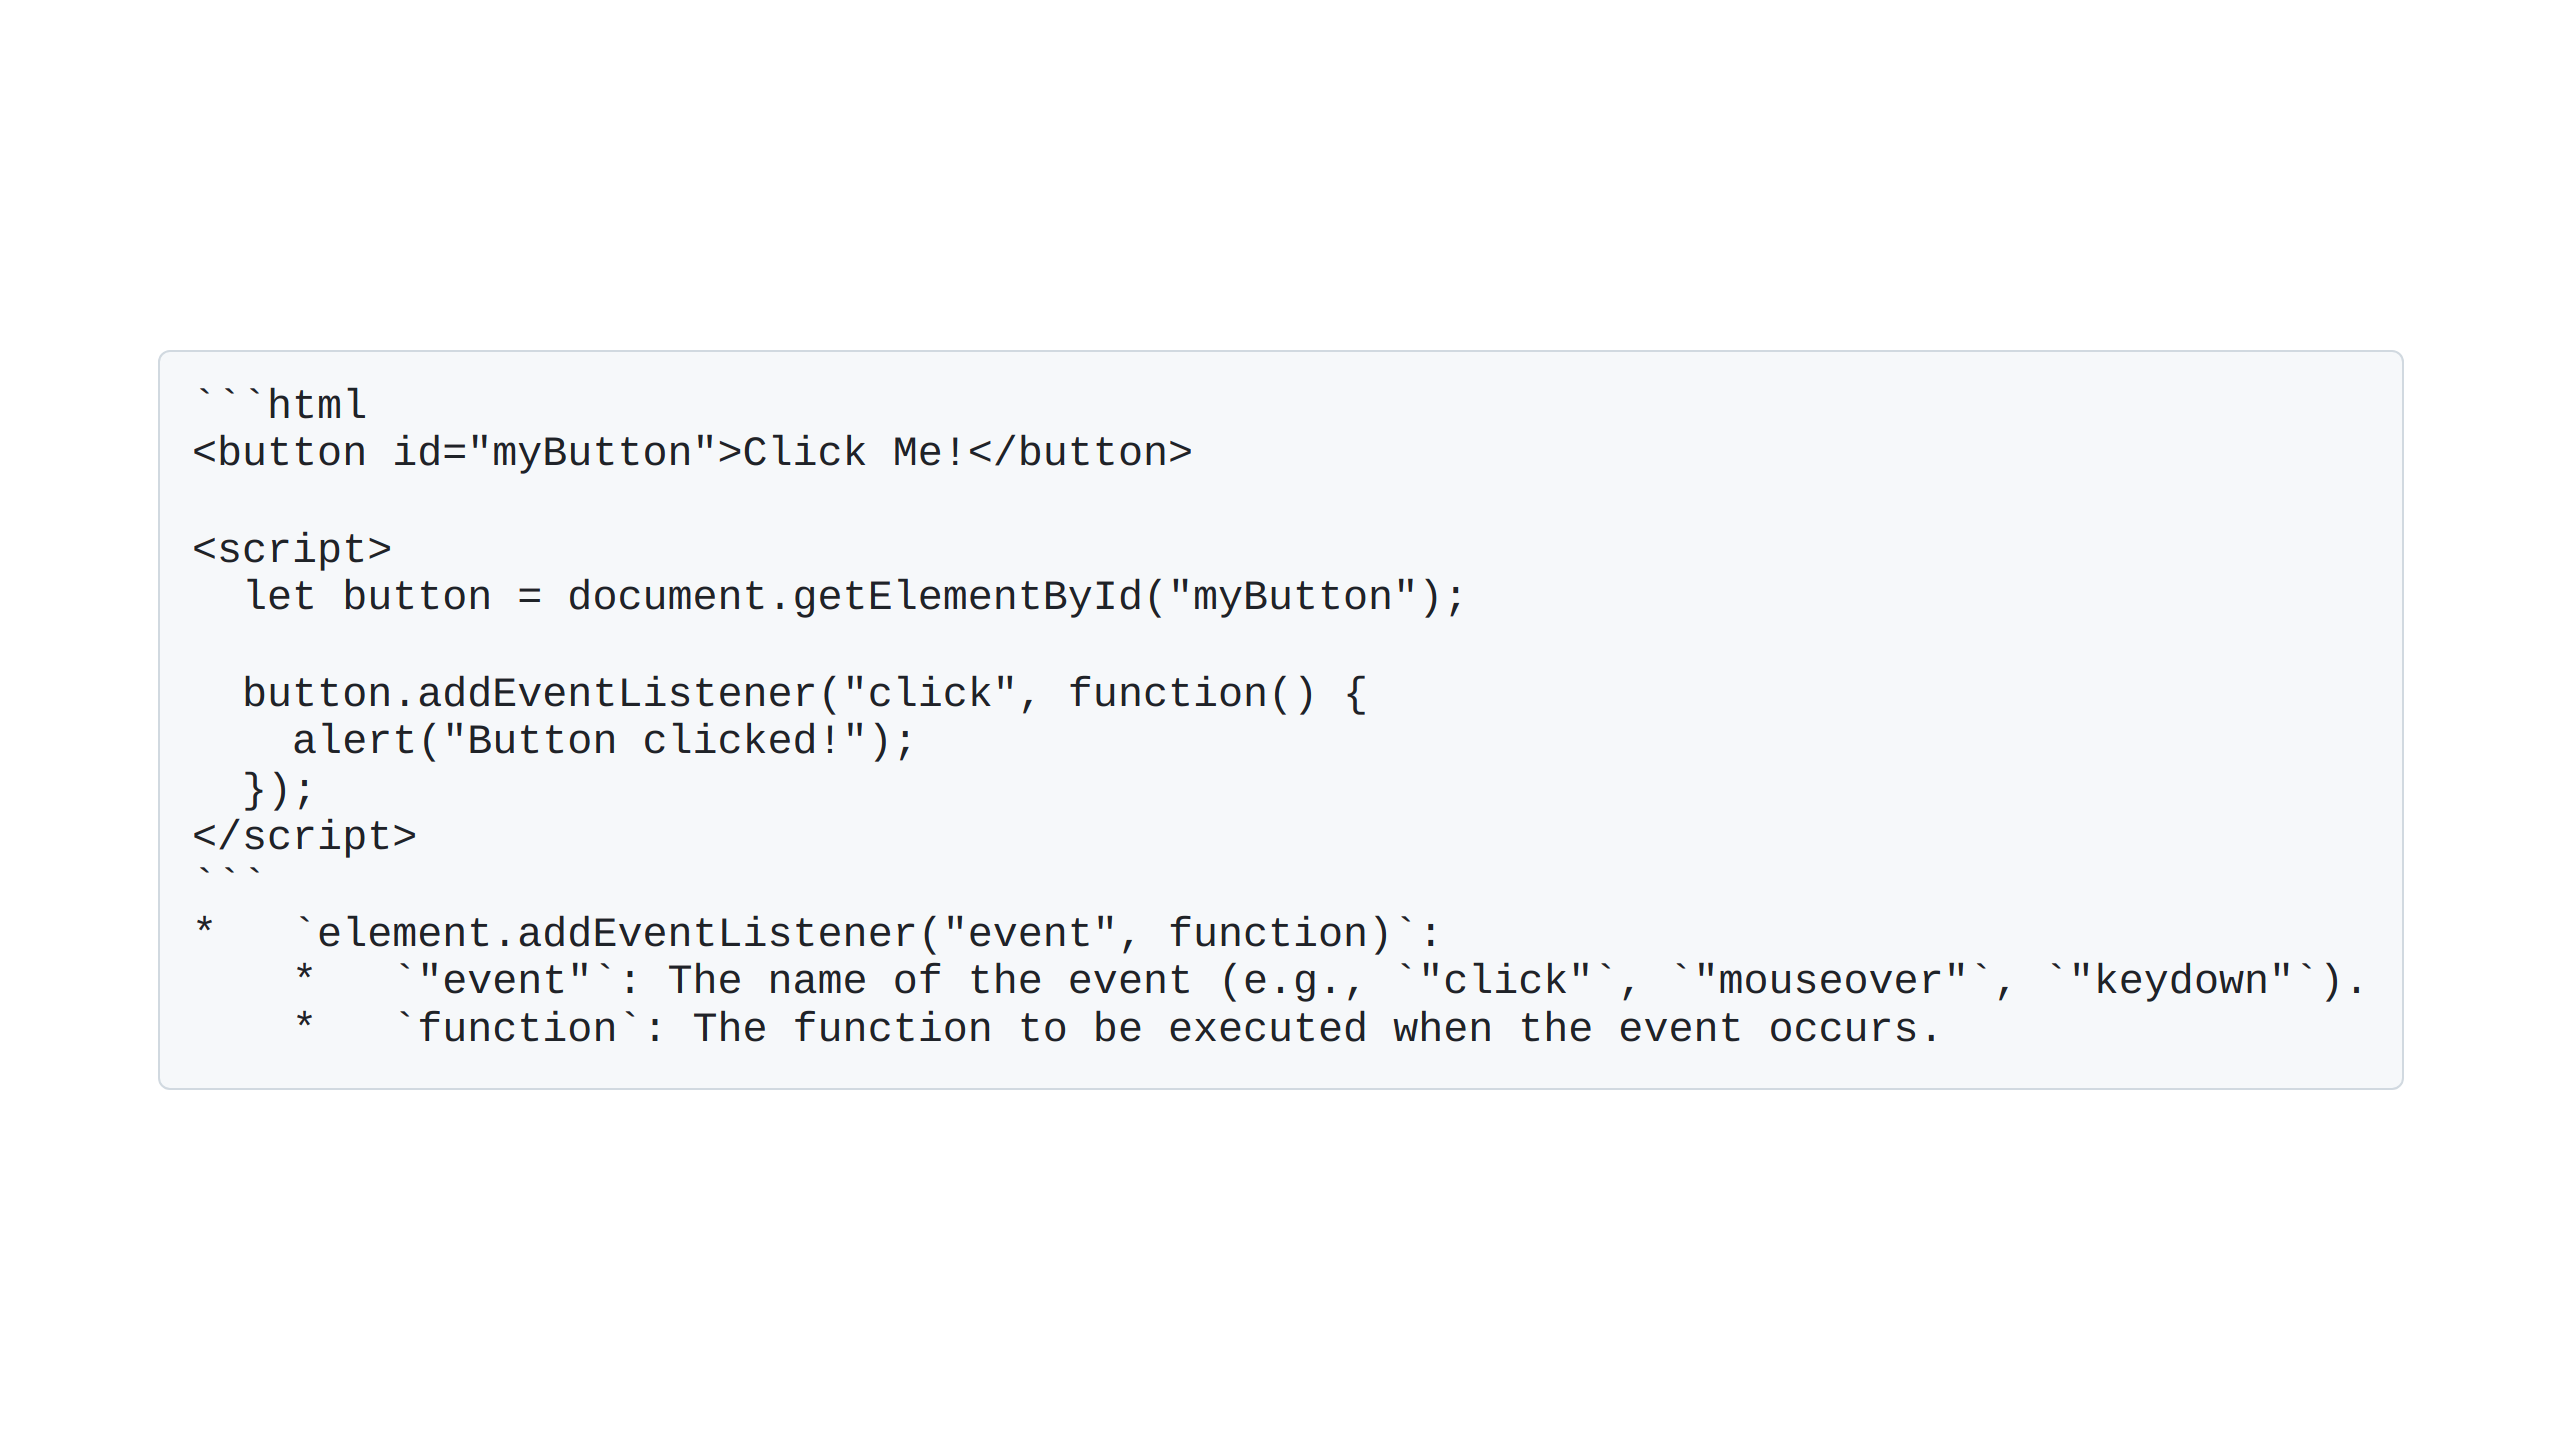 ```html
<button id="myButton">Click Me!</button>

<script>
  let button = document.getElementById("myButton");

  button.addEventListener("click", function() {
    alert("Button clicked!");
  });
</script>
```
*   `element.addEventListener("event", function)`:
    *   `"event"`: The name of the event (e.g., `"click"`, `"mouseover"`, `"keydown"`).
    *   `function`: The function to be executed when the event occurs.